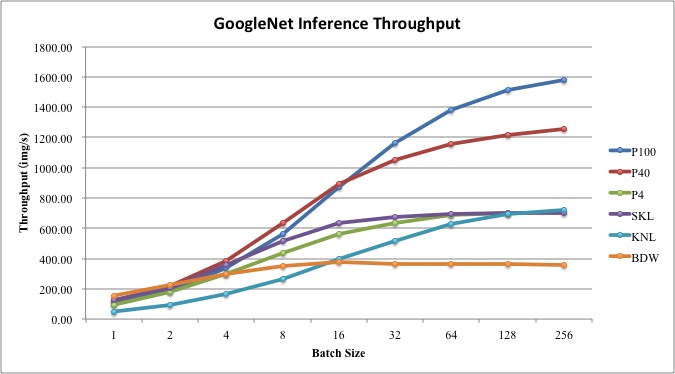 GoogleNet Inference Throughput
1800.00
1600.00
1400.00
1200.00
1000.00
800.00
600.00
400.00
200.00
0.00
Throughput (img/s)
1 2 4 8 16 32 64 128 256
Batch Size
P100
P40
P4
SKL
KNL
BDW